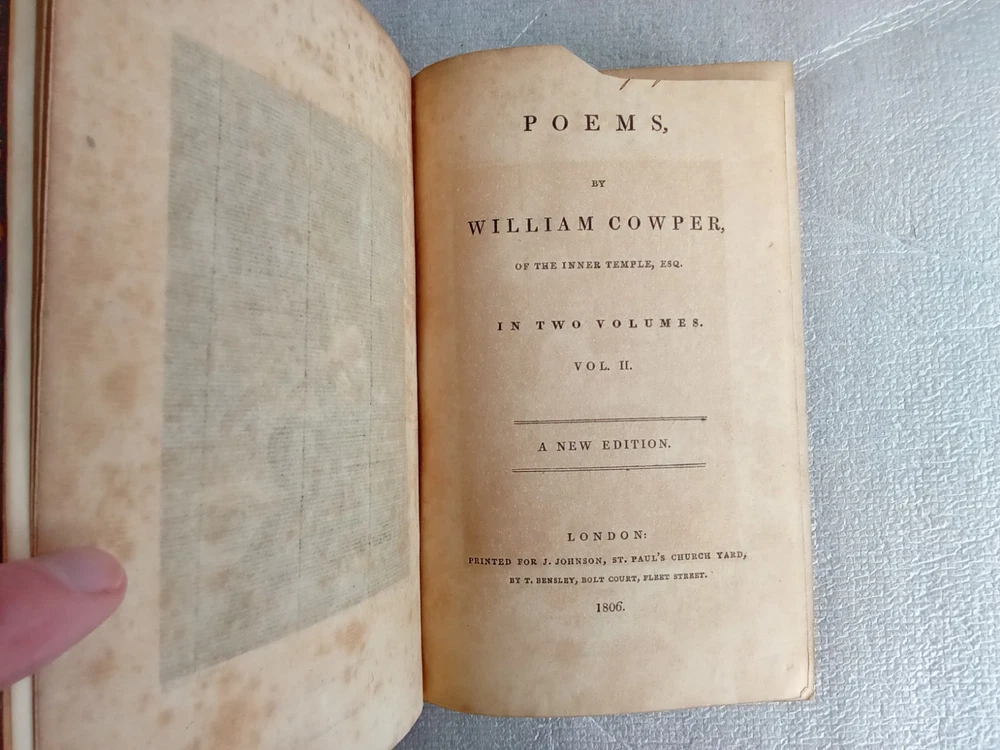 POEMS,
BY
WILLIAM COWPER,
OF THE INNER TEMPLE, ESQ.
IN TWO VOLUMES.
VOL. II.
A NEW EDITION.
LONDON:
PRINTED FOR J. JOHNSON, ST. PAUL'S CHURCH YARD,
BY T. BENSLEY, BOLT COURT, FLEET STREET.
1806.